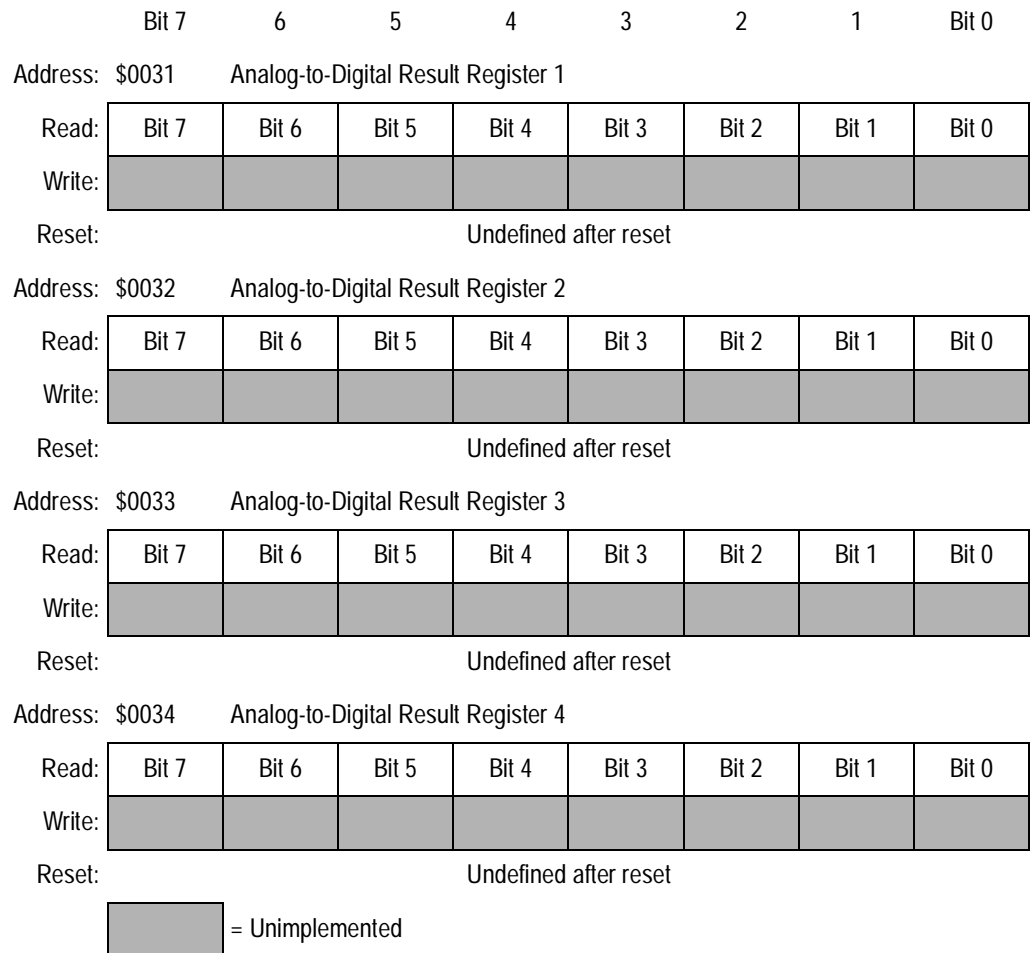 Bit 7 6 5 4 3 2 1 Bit 0
Address: $0031 Analog-to-Digital Result Register 1
Read: Bit 7 Bit 6 Bit 5 Bit 4 Bit 3 Bit 2 Bit 1 Bit 0
Write:
Reset: Undefined after reset
Address: $0032 Analog-to-Digital Result Register 2
Read: Bit 7 Bit 6 Bit 5 Bit 4 Bit 3 Bit 2 Bit 1 Bit 0
Write:
Reset: Undefined after reset
Address: $0033 Analog-to-Digital Result Register 3
Read: Bit 7 Bit 6 Bit 5 Bit 4 Bit 3 Bit 2 Bit 1 Bit 0
Write:
Reset: Undefined after reset
Address: $0034 Analog-to-Digital Result Register 4
Read: Bit 7 Bit 6 Bit 5 Bit 4 Bit 3 Bit 2 Bit 1 Bit 0
Write:
Reset: Undefined after reset
= Unimplemented